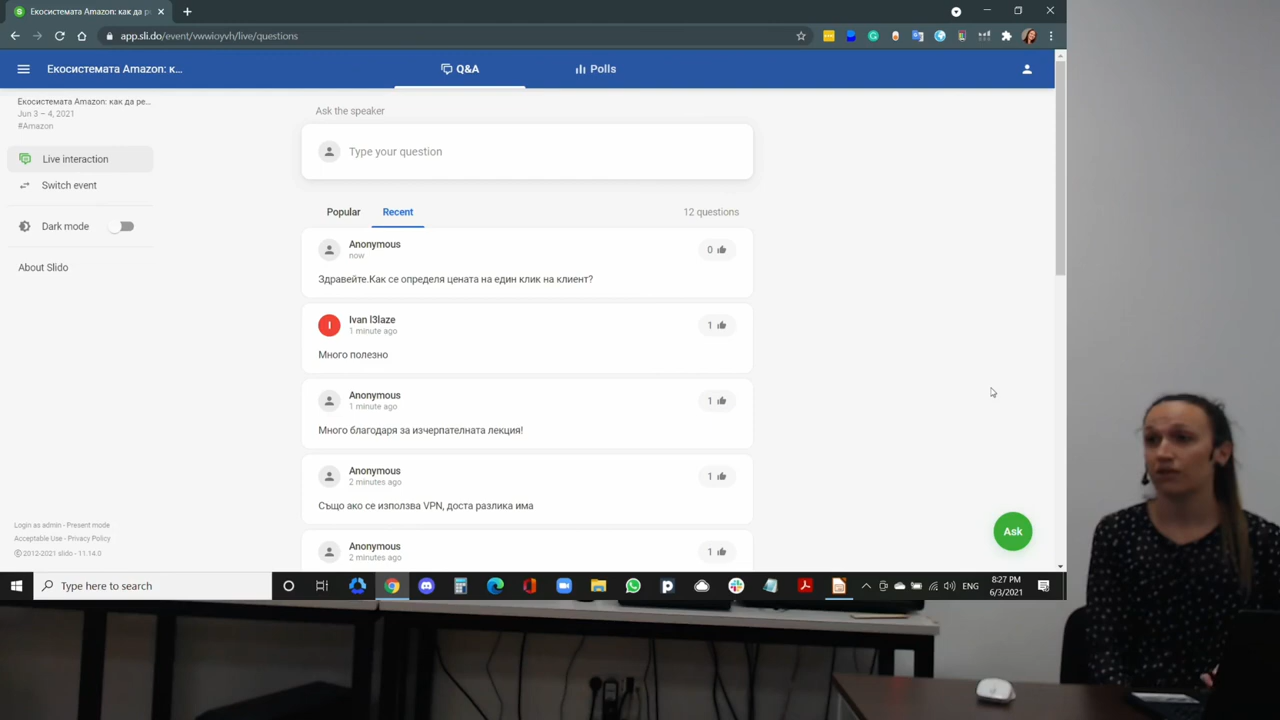 Екосистемата Amazon: как да р
app.sli.do/event/vwwioyvh/live/questions
Екосистемата Amazon: к...
Q&A
Polls
Екосистемата Amazon: как да ре...
Jun 3 – 4, 2021
#Amazon
Live interaction
Switch event
Dark mode
About Slido
Ask the speaker
Type your question
Popular
Recent
12 questions
Anonymous
now
0
Здравейте.Как се определя цената на един клик на клиент?
I
Ivan l3laze
1 minute ago
1
Много полезно
Anonymous
1 minute ago
1
Много благодаря за изчерпателната лекция!
Anonymous
2 minutes ago
1
Също ако се използва VPN, доста разлика има
Anonymous
2 minutes ago
1
Ask
Login as admin - Present mode
Acceptable Use - Privacy Policy
© 2012-2021 slido - 11.14.0
Type here to search
ENG
8:27 PM
6/3/2021